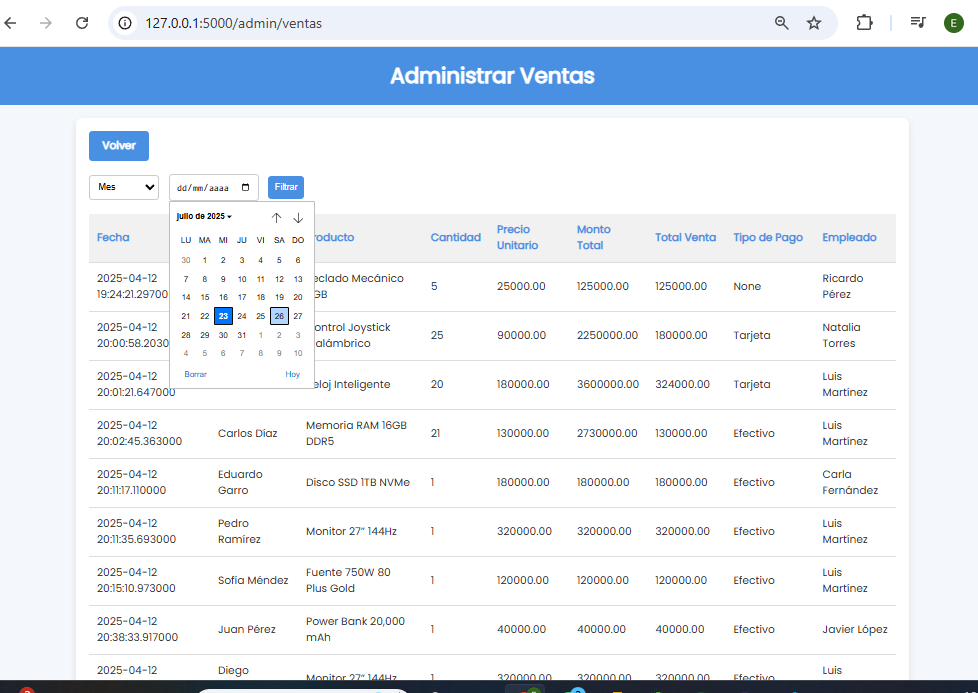 127.0.0.1:5000/admin/ventas
E
Administrar Ventas
Volver
Mes
dd/mm/aaaa
Filtrar
julio de 2025
LU MA MI JU VI SA DO
30 1 2 3 4 5 6
7 8 9 10 11 12 13
14 15 16 17 18 19 20
21 22 23 24 25 26 27
28 29 30 31 1 2 3
4 5 6 7 8 9 10
Borrar Hoy
Fecha roducto Cantidad Precio Unitario Monto Total Total Venta Tipo de Pago Empleado
2025-04-12 eclado Mecánico Ricardo
19:24:21.29700 GB 5 25000.00 125000.00 125000.00 None Pérez
2025-04-12 ontrol Joystick Natalia
20:00:58.2030 alámbrico 25 90000.00 2250000.00 180000.00 Tarjeta Torres
2025-04-12 eloj Inteligente 20 180000.00 3600000.00 324000.00 Tarjeta Luis
20:01:21.647000 Martínez
2025-04-12 Memoria RAM 16GB Luis
20:02:45.363000 Carlos Díaz DDR5 21 130000.00 2730000.00 130000.00 Efectivo Martínez
2025-04-12 Eduardo Carla
20:11:17.110000 Garro Disco SSD 1TB NVMe 1 180000.00 180000.00 180000.00 Efectivo Fernández
2025-04-12 Pedro Luis
20:11:35.693000 Ramírez Monitor 27” 144Hz 1 320000.00 320000.00 320000.00 Efectivo Martínez
2025-04-12 Fuente 750W 80 Luis
20:15:10.973000 Sofía Méndez Plus Gold 1 120000.00 120000.00 120000.00 Efectivo Martínez
2025-04-12 Power Bank 20,000
20:38:33.917000 Juan Pérez mAh 1 40000.00 40000.00 40000.00 Efectivo Javier López
2025-04-12 Diego Luis
Monitor 27” 144Hz 1 320000.00 320000.00 320000.00 Efectivo